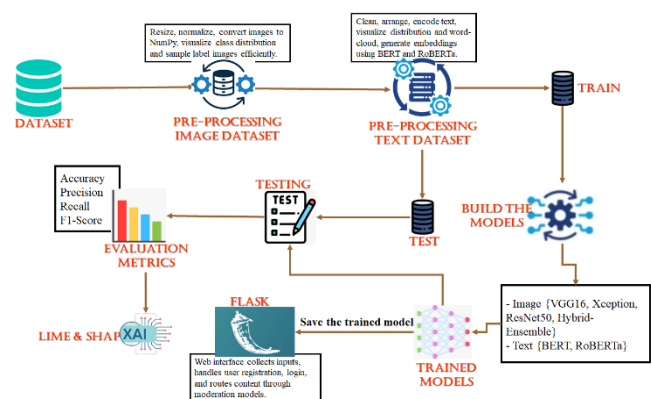 Resize, normalize, convert images to
NumPy, visualize class distribution
and sample label images efficiently.
Clean, arrange, encode text,
visualize distribution and word-
cloud, generate embeddings
using BERT and RoBERTa.
DATASET
PRE-PROCESSING
IMAGE DATASET
PRE-PROCESSING
TEXT DATASET
TRAIN
Accuracy
Precision
Recall
F1-Score
TESTING
TEST
TEST
BUILD THE
MODELS
EVALUATION
METRICS
- Image {VGG16, Xception,
ResNet50, Hybrid-
Ensemble}
- Text {BERT, RoBERTa}
LIME & SHAP
XAI
FLASK
Save the trained model
TRAINED
MODELS
Web interface collects inputs,
handles user registration, login,
and routes content through
moderation models.